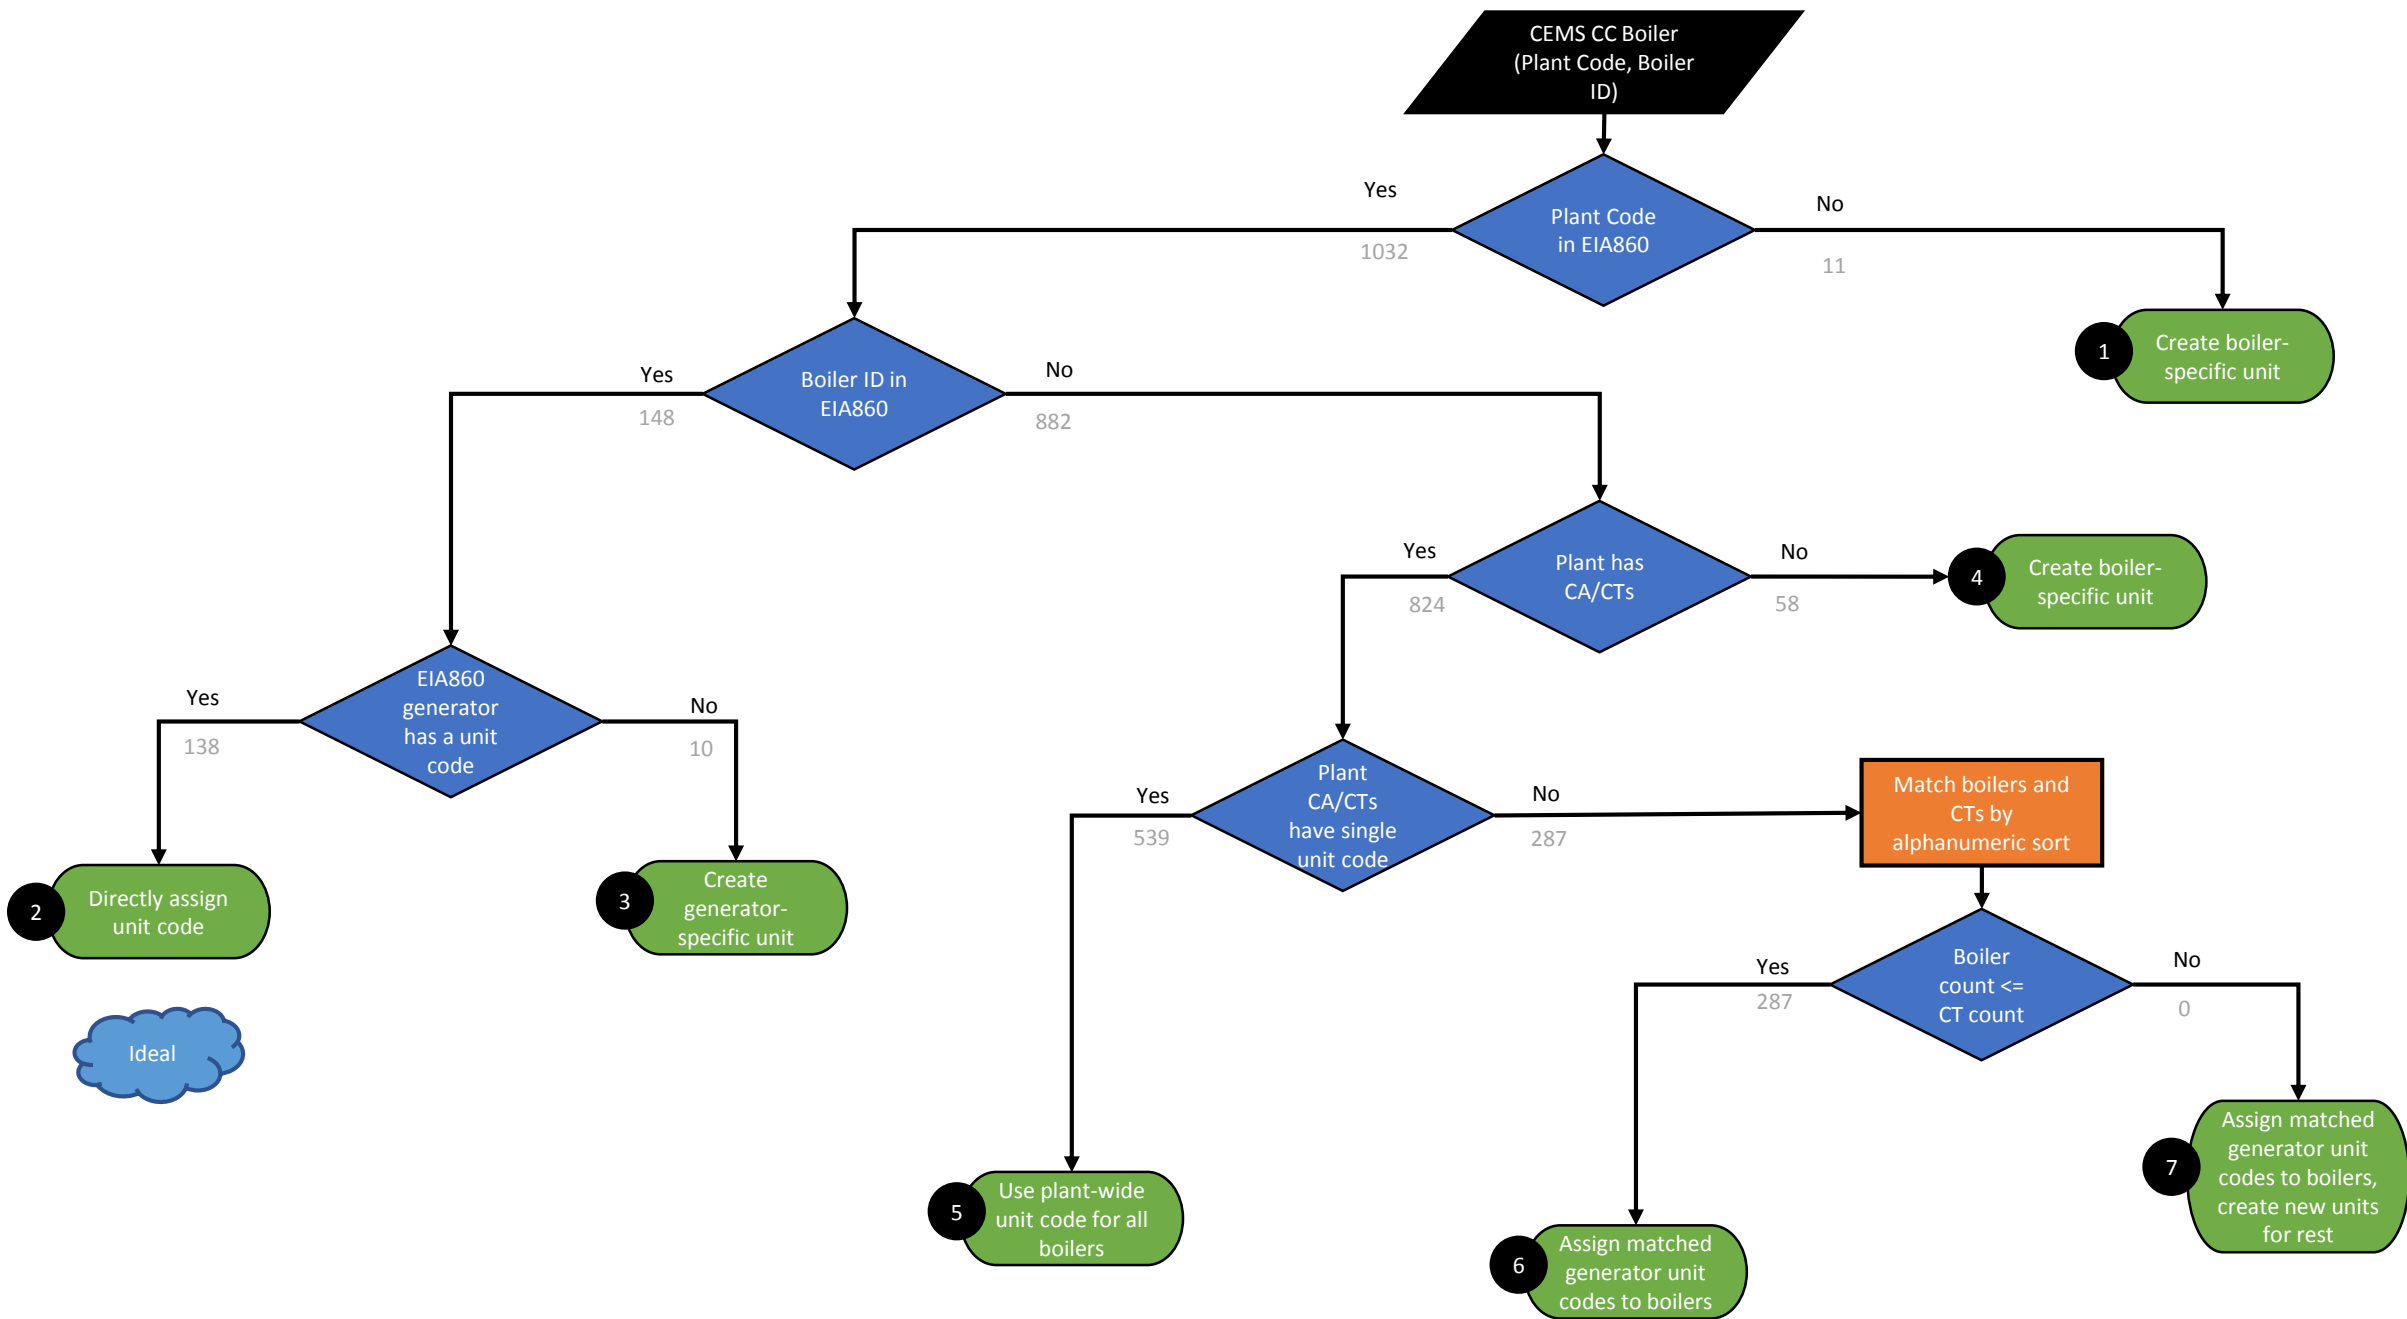 CEMS CC Boiler
(Plant Code, Boiler
ID)
Yes
1032
Plant Code
in EIA860
No
11
1
Create boiler-
specific unit
Yes
148
Boiler ID in
EIA860
No
882
Yes
824
Plant has
CA/CTs
No
58
4
Create boiler-
specific unit
Yes
138
EIA860
generator
has a unit
code
No
10
2
Directly assign
unit code
3
Create
generator-
specific unit
Ideal
Yes
539
Plant
CA/CTs
have single
unit code
No
287
Match boilers and
CTs by
alphanumeric sort
Yes
287
Boiler
count <=
CT count
No
0
5
Use plant-wide
unit code for all
boilers
6
Assign matched
generator unit
codes to boilers
7
Assign matched
generator unit
codes to boilers,
create new units
for rest